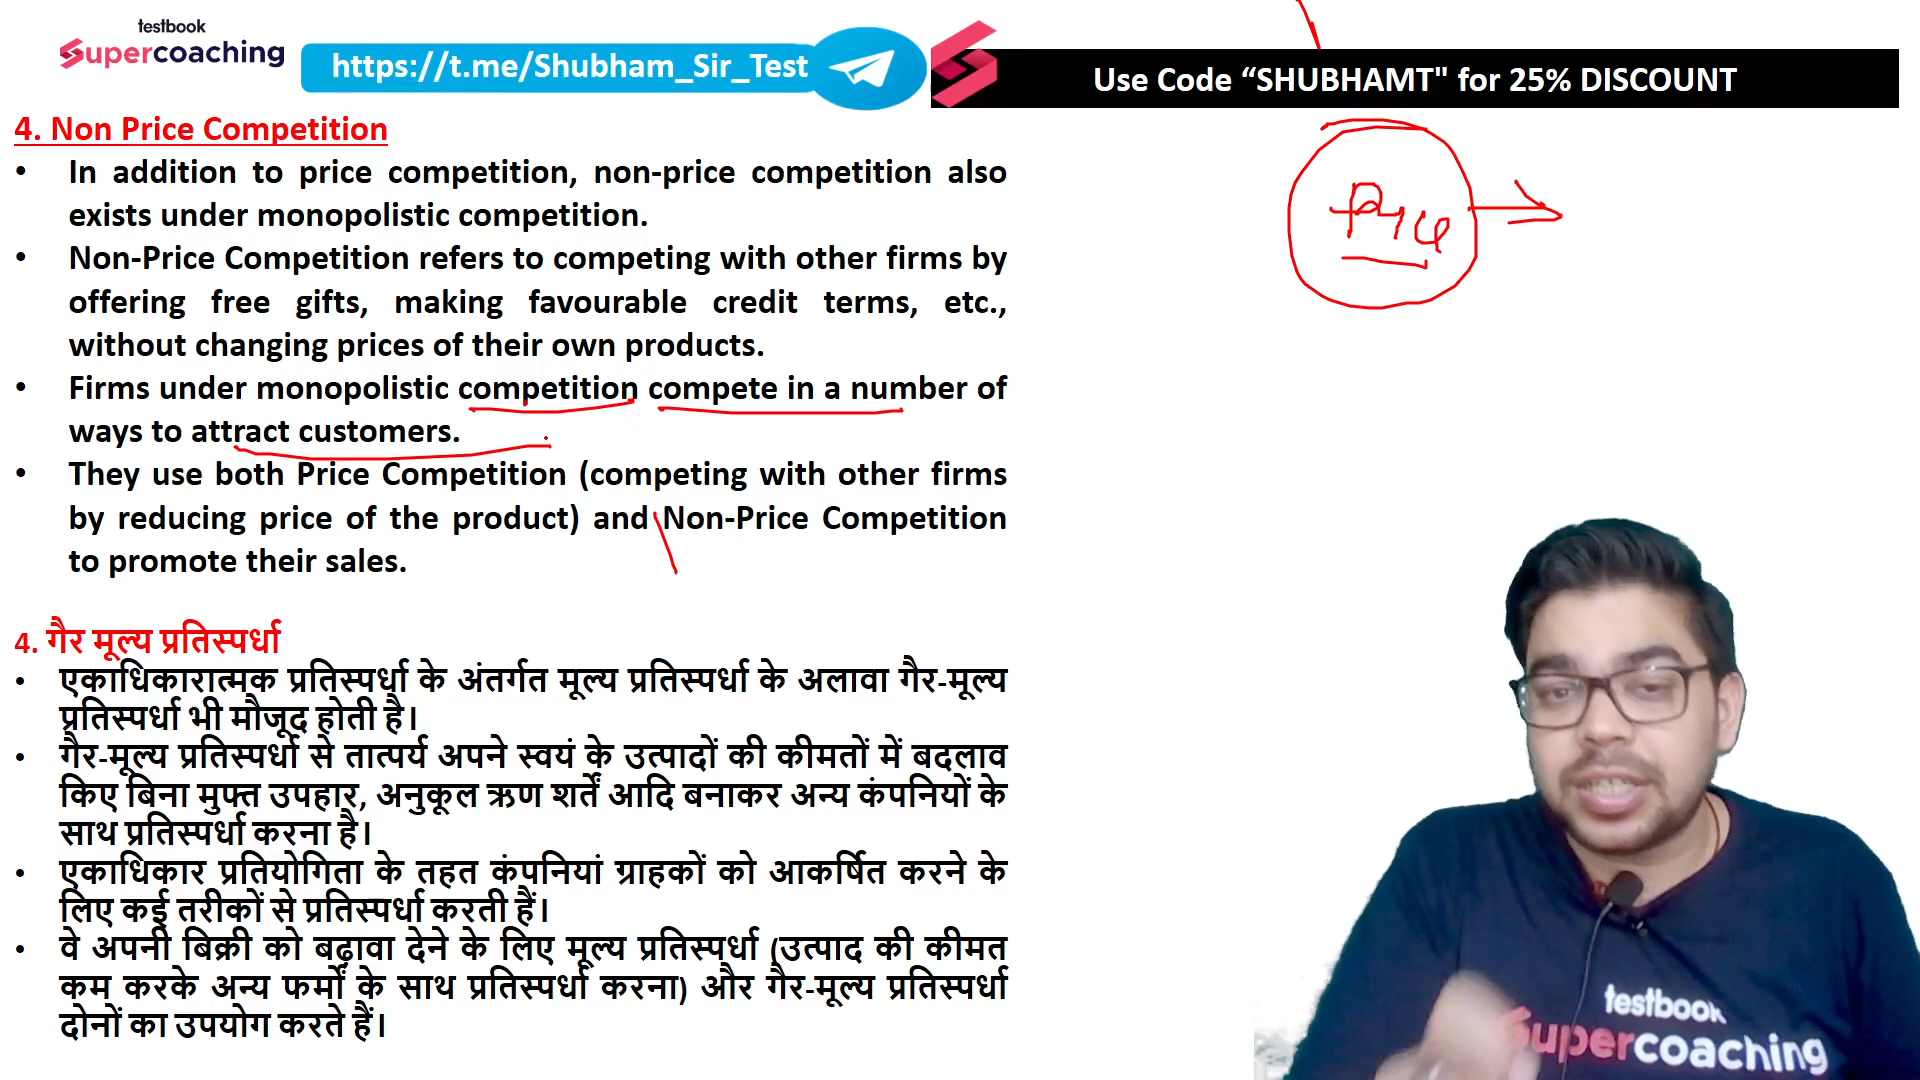 testbook
Supercoaching
https://t.me/Shubham_Sir_Test
Use Code “SHUBHAMT" for 25% DISCOUNT
4. Non Price Competition
• In addition to price competition, non-price competition also
exists under monopolistic competition.
• Non-Price Competition refers to competing with other firms by
offering free gifts, making favourable credit terms, etc.,
without changing prices of their own products.
• Firms under monopolistic competition compete in a number of
ways to attract customers.
• They use both Price Competition (competing with other firms
by reducing price of the product) and Non-Price Competition
to promote their sales.
Price
4. गैर मूल्य प्रतिस्पर्धा
• एकाधिकारात्मक प्रतिस्पर्धा के अंतर्गत मूल्य प्रतिस्पर्धा के अलावा गैर-मूल्य
प्रतिस्पर्धा भी मौजूद होती है।
• गैर-मूल्य प्रतिस्पर्धा से तात्पर्य अपने स्वयं के उत्पादों की कीमतों में बदलाव
किए बिना मुफ्त उपहार, अनुकूल ऋण शर्तें आदि बनाकर अन्य कंपनियों के
साथ प्रतिस्पर्धा करना है।
• एकाधिकार प्रतियोगिता के तहत कंपनियां ग्राहकों को आकर्षित करने के
लिए कई तरीकों से प्रतिस्पर्धा करती हैं।
• वे अपनी बिक्री को बढ़ावा देने के लिए मूल्य प्रतिस्पर्धा (उत्पाद की कीमत
कम करके अन्य फर्मों के साथ प्रतिस्पर्धा करना) और गैर-मूल्य प्रतिस्पर्धा
दोनों का उपयोग करते हैं।
testbook
Supercoaching